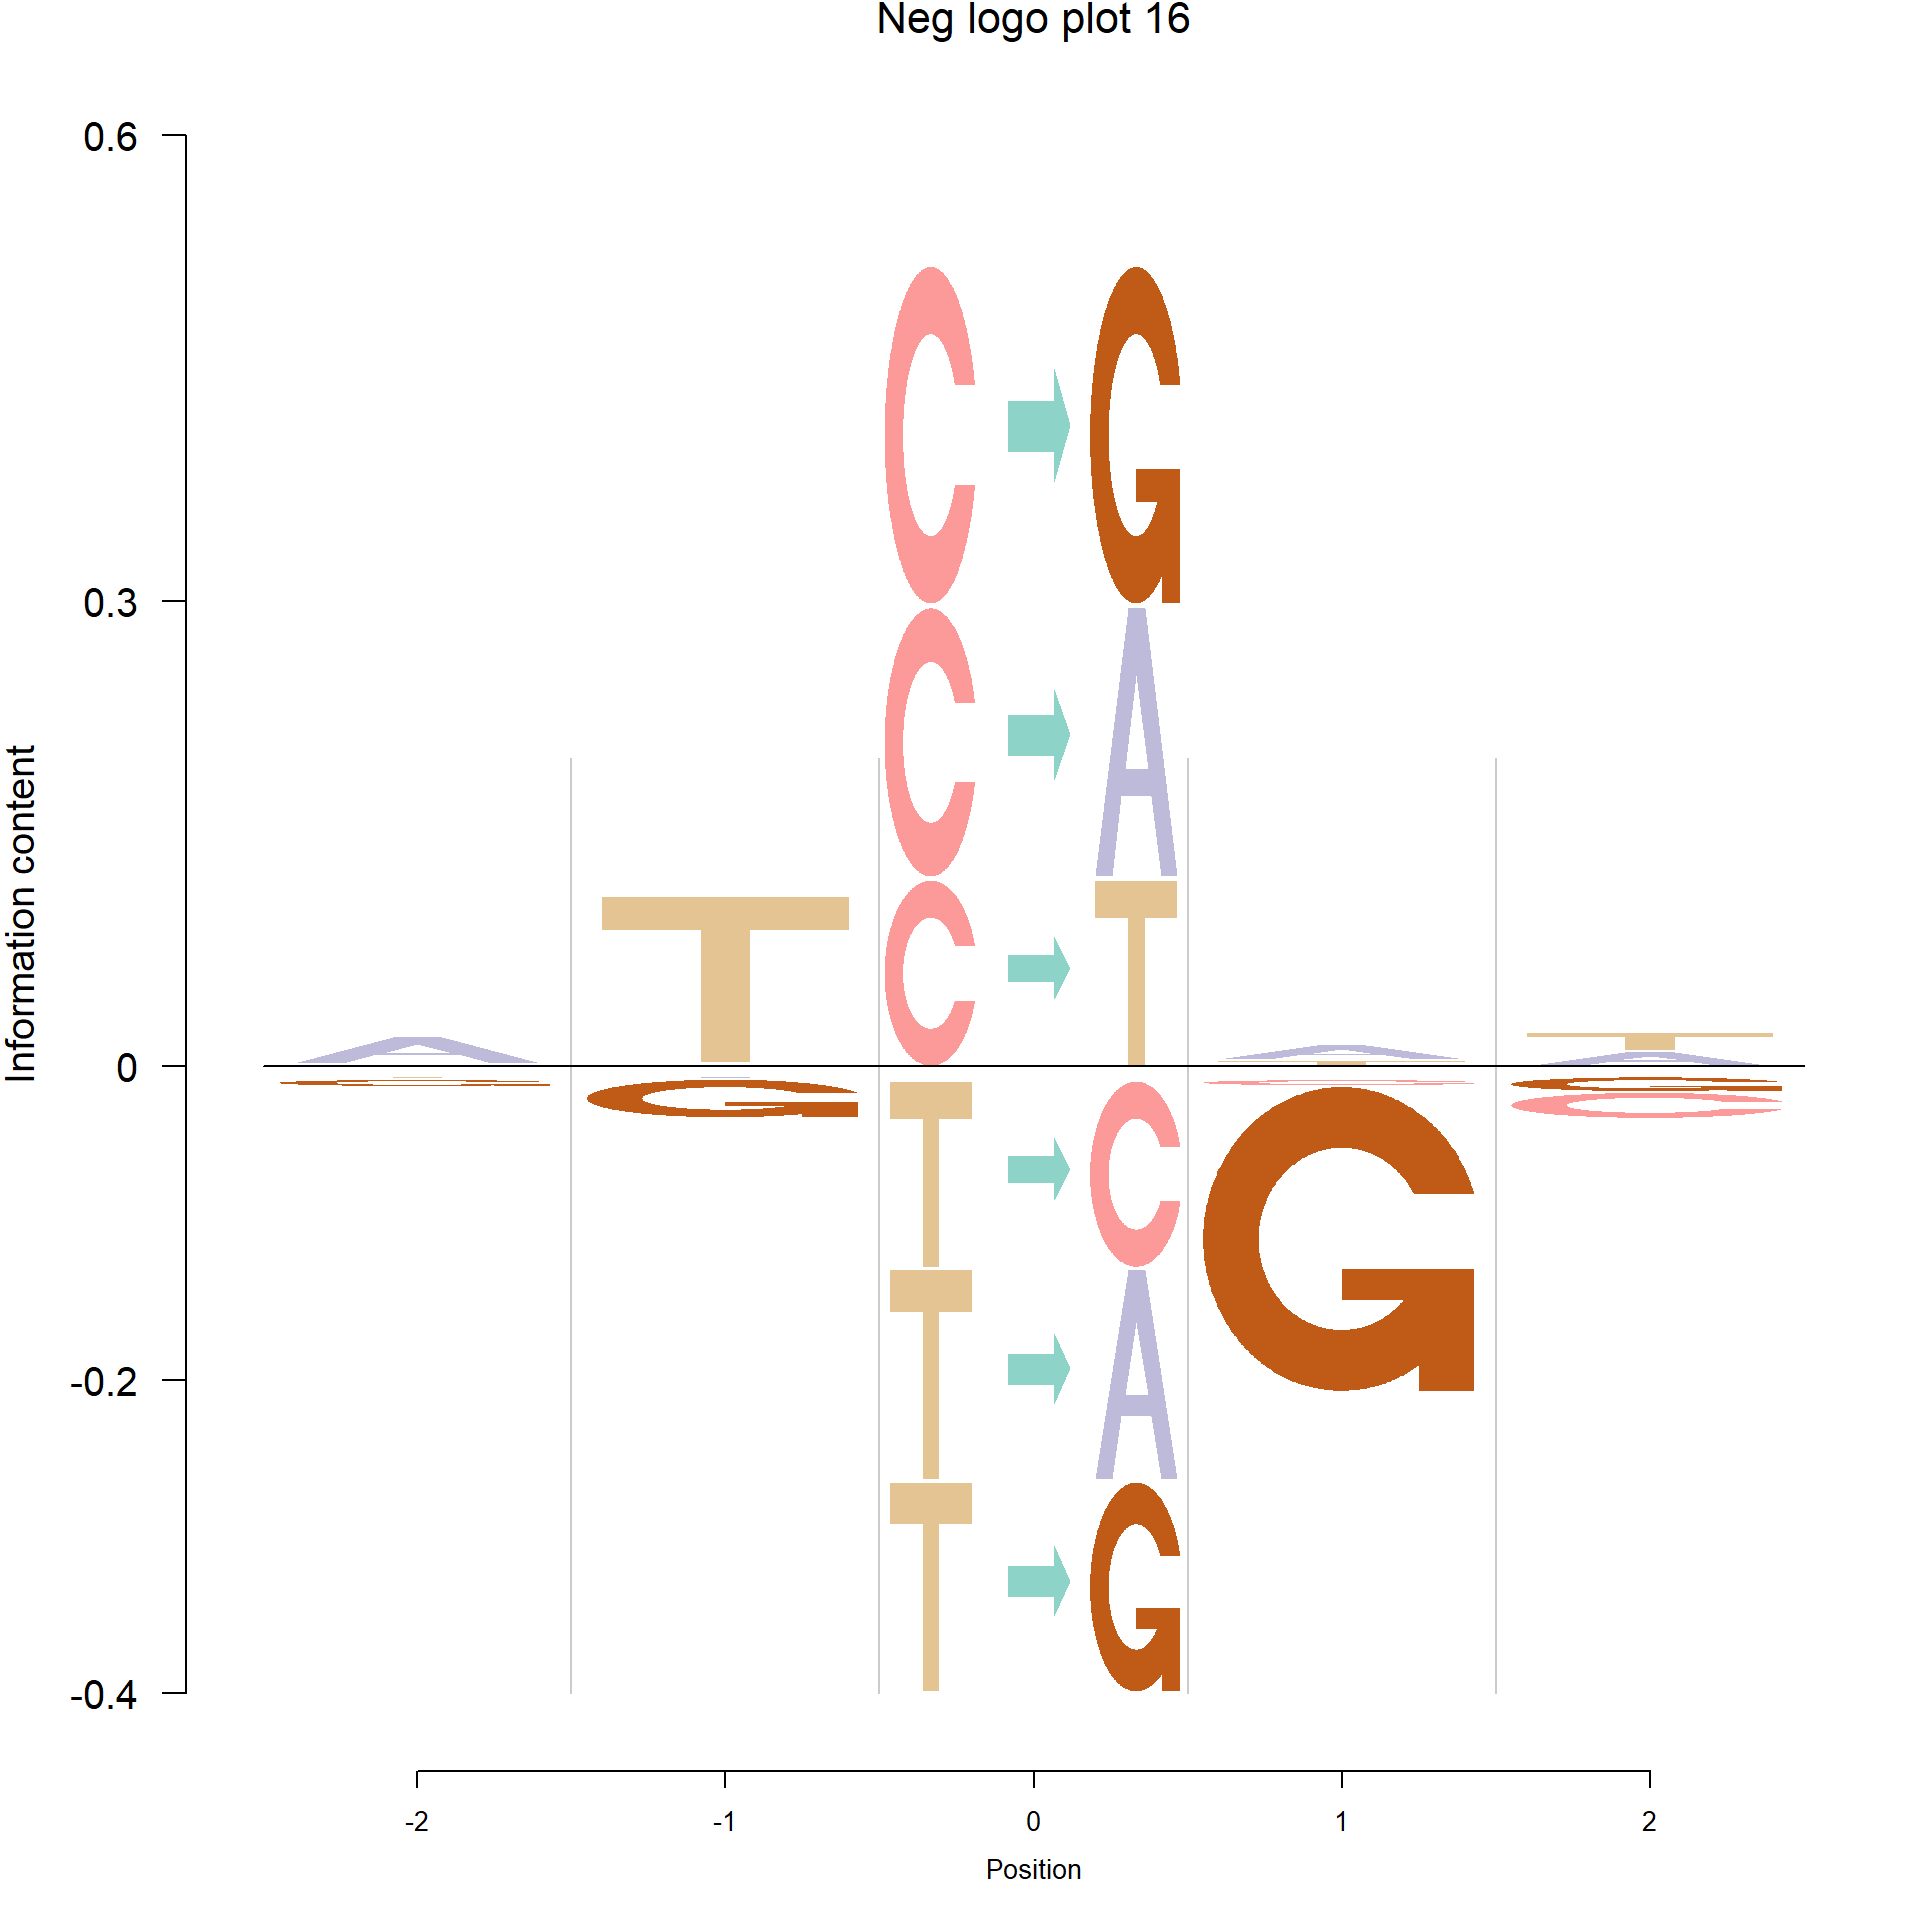 Neg logo plot 16
0.6
0.3
0
-0.2
-0.4
Information content
C G
C A
C T
A T A T
A
G G T C C G
G C
T A
T G
-2 -1 0 1 2
Position